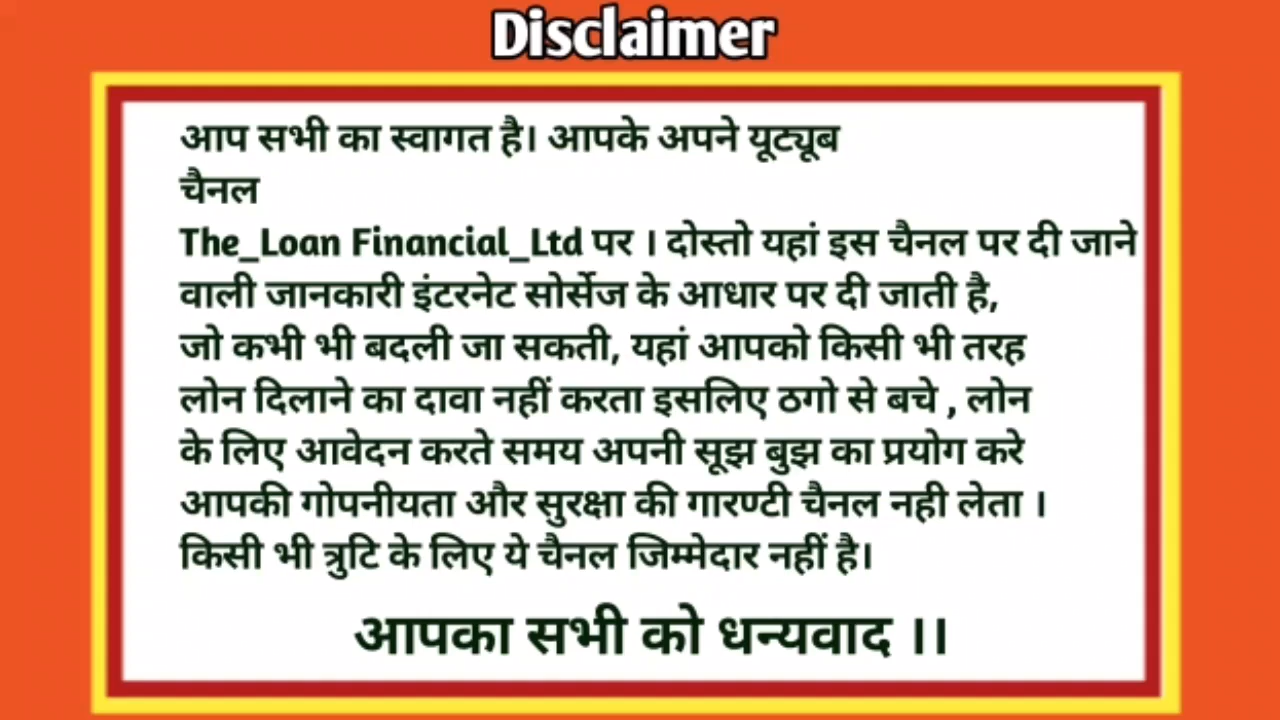 Disclaimer
आप सभी का स्वागत है। आपके अपने यूट्यूब
चैनल
The_Loan Financial_Ltd पर । दोस्तो यहां इस चैनल पर दी जाने
वाली जानकारी इंटरनेट सोर्सेज के आधार पर दी जाती है,
जो कभी भी बदली जा सकती, यहां आपको किसी भी तरह
लोन दिलाने का दावा नहीं करता इसलिए ठगो से बचे , लोन
के लिए आवेदन करते समय अपनी सूझ बुझ का प्रयोग करे
आपकी गोपनीयता और सुरक्षा की गारण्टी चैनल नही लेता ।
किसी भी त्रुटि के लिए ये चैनल जिम्मेदार नहीं है।
आपका सभी को धन्यवाद ।।